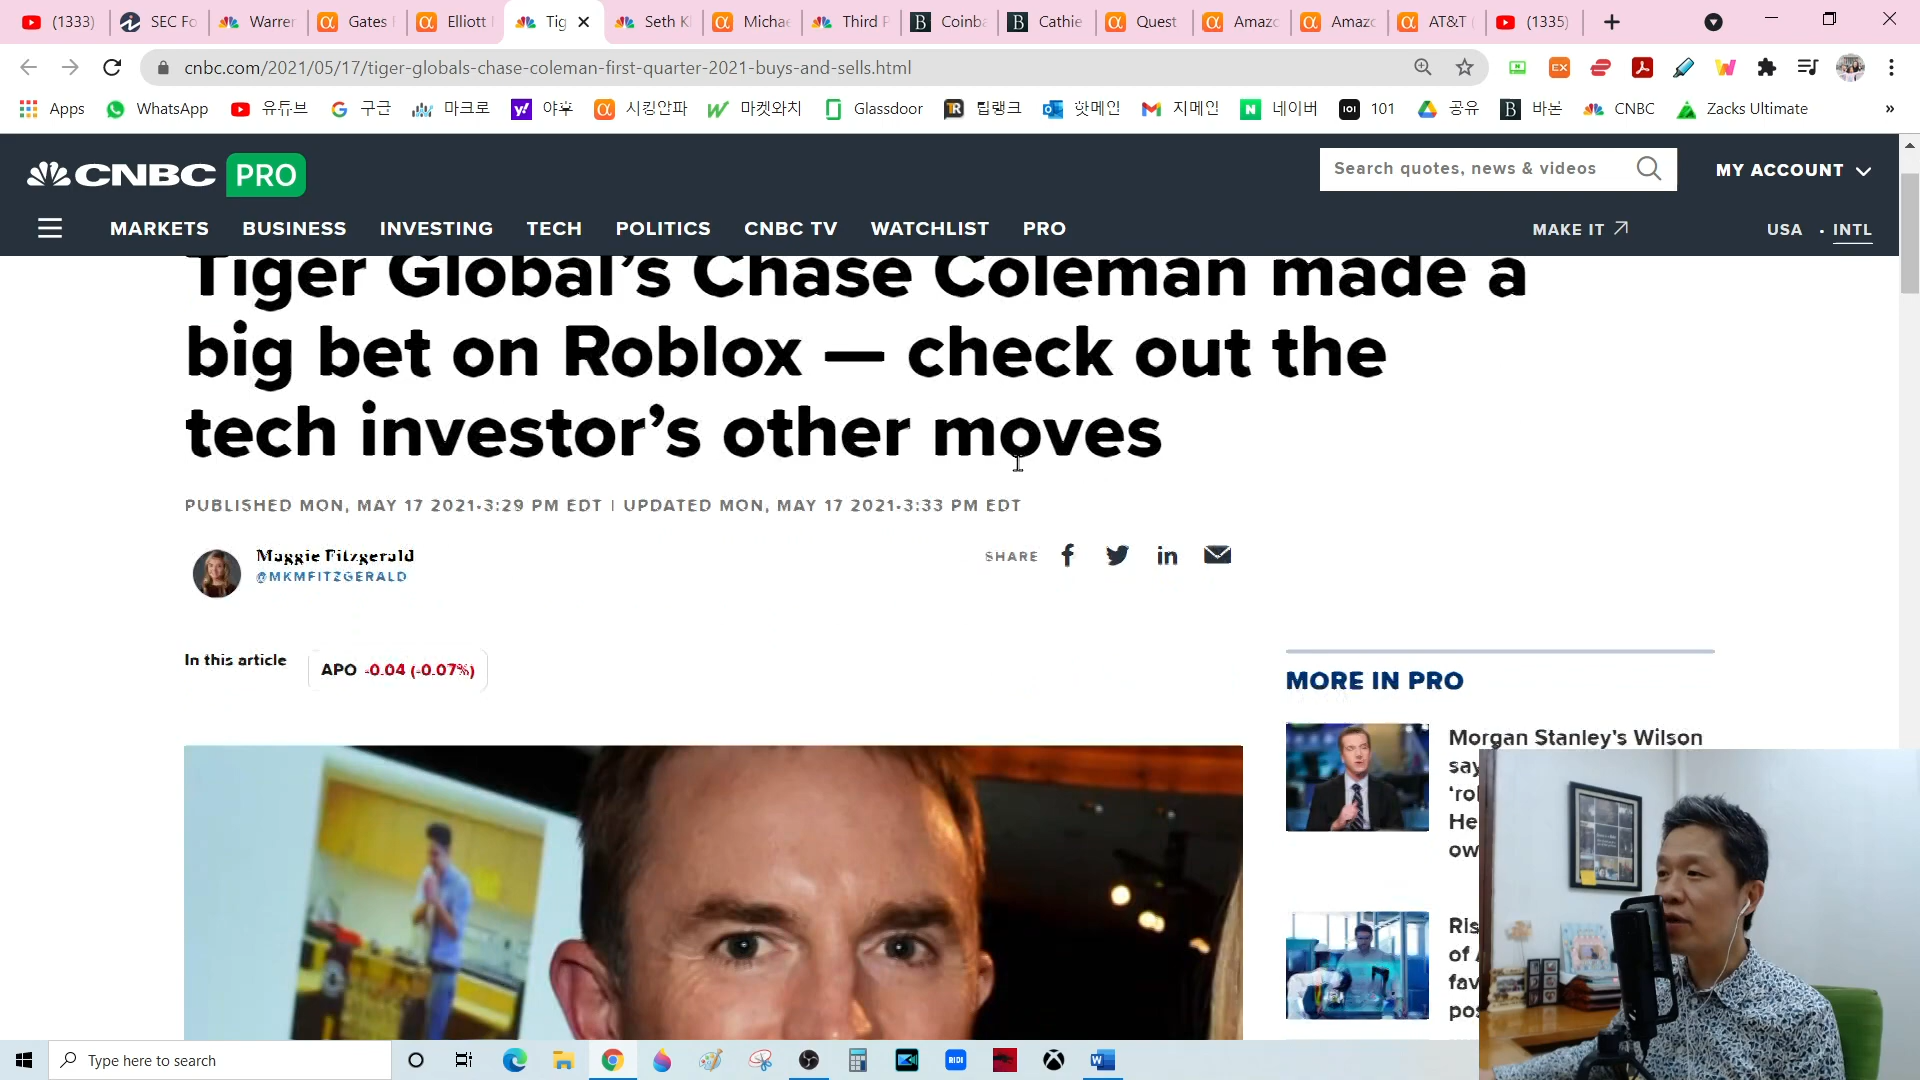 (1333)
SEC Fo
Warren
Gates
Elliott
Tig
Seth K
Michae
Third P
Coinba
Cathie
Quest
Amazo
Amazo
AT&T
(1335)
cnbc.com/2021/05/17/tiger-globals-chase-coleman-first-quarter-2021-buys-and-sells.html
Apps
WhatsApp
유튜브
구글
마크로
야후
시킹알파
마켓와치
Glassdoor
팁랭크
핫메인
지메인
네이버
101
공유
바론
CNBC
Zacks Ultimate
»
CNBC PRO
Search quotes, news & videos
MY ACCOUNT
MARKETS BUSINESS INVESTING TECH POLITICS CNBC TV WATCHLIST PRO
MAKE IT
USA • INTL
Tiger Global’s Chase Coleman made a
big bet on Roblox — check out the
tech investor’s other moves
PUBLISHED MON, MAY 17 2021•3:29 PM EDT | UPDATED MON, MAY 17 2021•3:33 PM EDT
Maggie Fitzgerald
@MKMFITZGERALD
SHARE
In this article
APO -0.04 (-0.07%)
MORE IN PRO
Morgan Stanley's Wilson
say
‘rol
He
ow
Ris
of
fav
pos
Type here to search